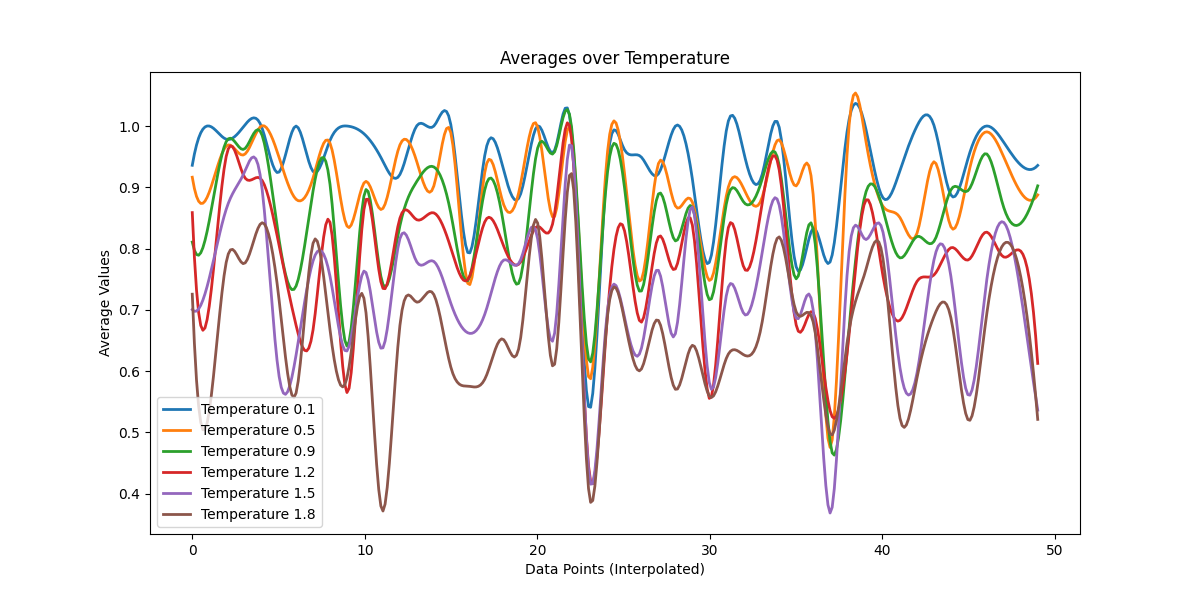 Averages over Temperature
Average Values
1.0
0.9
0.8
0.7
0.6
0.5
0.4
Temperature 0.1
Temperature 0.5
Temperature 0.9
Temperature 1.2
Temperature 1.5
Temperature 1.8
0 10 20 30 40 50
Data Points (Interpolated)